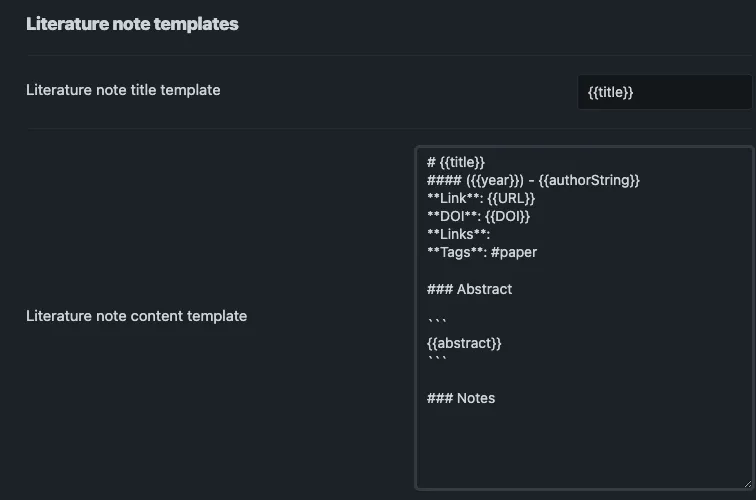 Literature note templates
Literature note title template
{{title}}
Literature note content template
# {{title}}
#### ({{year}}) - {{authorString}}
**Link**: {{URL}}
**DOI**: {{DOI}}
**Links**:
**Tags**: #paper
### Abstract
```
{{abstract}}
```
### Notes